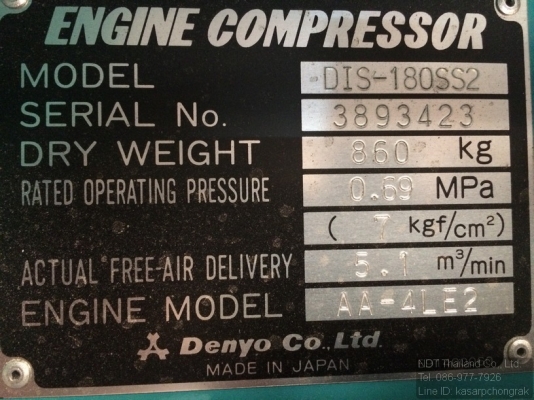 ENGINE COMPRESSOR
MODEL DIS-180SS2
SERIAL No. 3893423
DRY WEIGHT 860 kg
RATED OPERATING PRESSURE 0.69 MPa
( 7 kgf/cm²)
ACTUAL FREE-AIR DELIVERY 5.1 m³/min
ENGINE MODEL AA-4LE2
Denyo Co.,Ltd.
MADE IN JAPAN
NDT Thailand Co., Ltd.
Tel. 086-977-7926
Line ID: kasarpchongrak